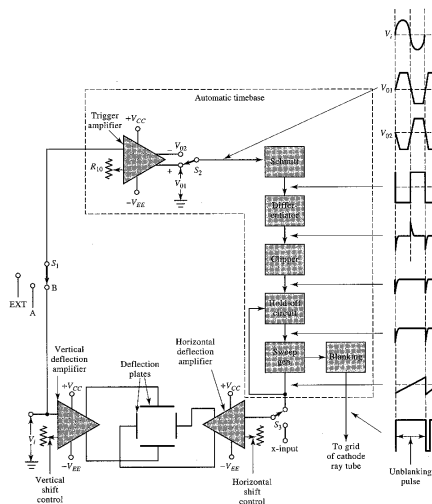 Automatic timebase
Trigger
amplifier
+V_CC
− V_02
+
V_01
S_2
R_10
−V_EE
Schmitt
Differ-
entiator
Clipper
Hold-off
circuit
Sweep
gen.
Blanking
S_1
EXT
A
B
Vertical
deflection
amplifier
+V_CC
Deflection
plates
Horizontal
deflection
amplifier
+V_CC
V_i
−V_EE
−V_EE
S_3
x-input
Vertical
shift
control
Horizontal
shift
control
To grid
of cathode
ray tube
V_i
V_01
V_02
Unblanking
pulse